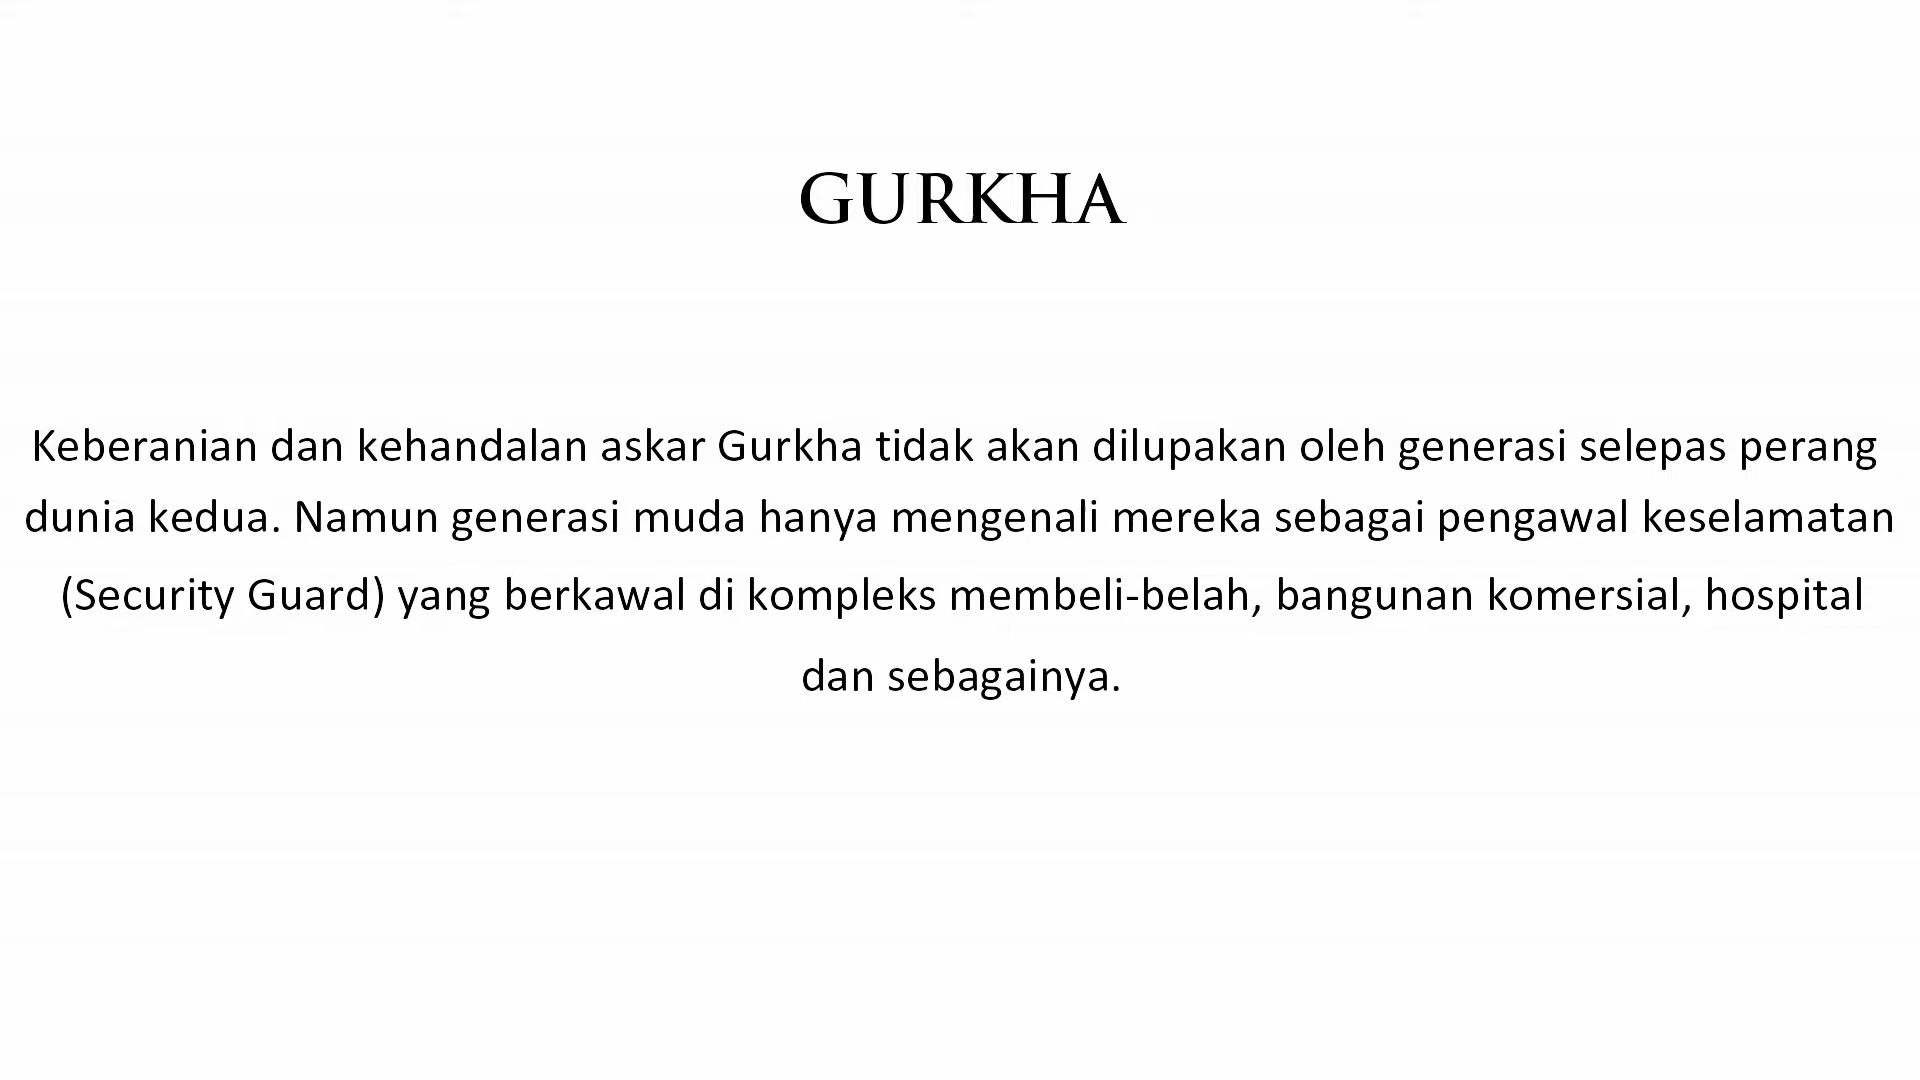 GURKHA
Keberanian dan kehandalan askar Gurkha tidak akan dilupakan oleh generasi selepas perang
dunia kedua. Namun generasi muda hanya mengenali mereka sebagai pengawal keselamatan
(Security Guard) yang berkawal di kompleks membeli-belah, bangunan komersial, hospital
dan sebagainya.